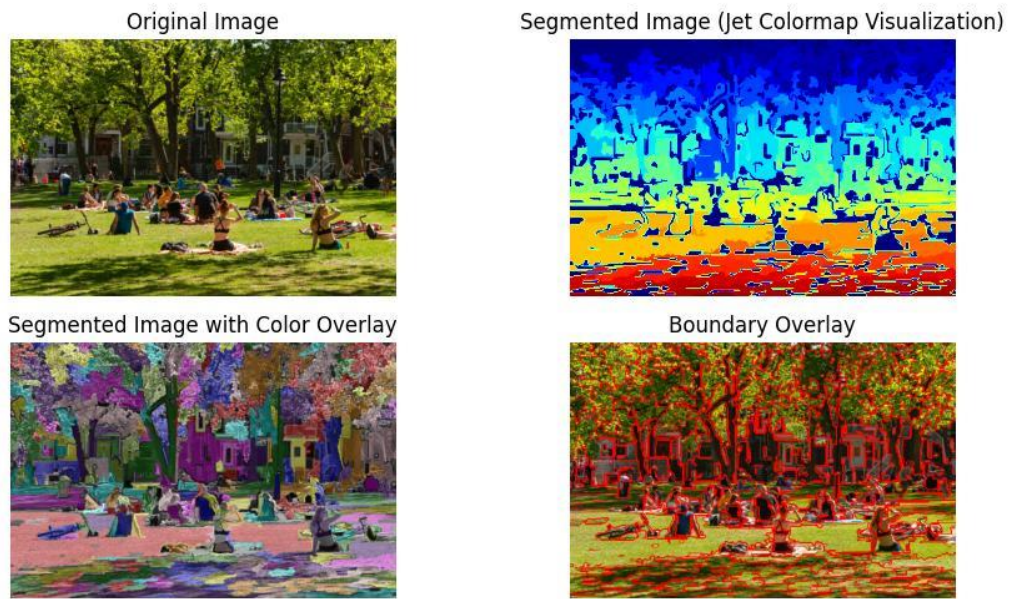 Original Image
Segmented Image (Jet Colormap Visualization)
Segmented Image with Color Overlay
Boundary Overlay